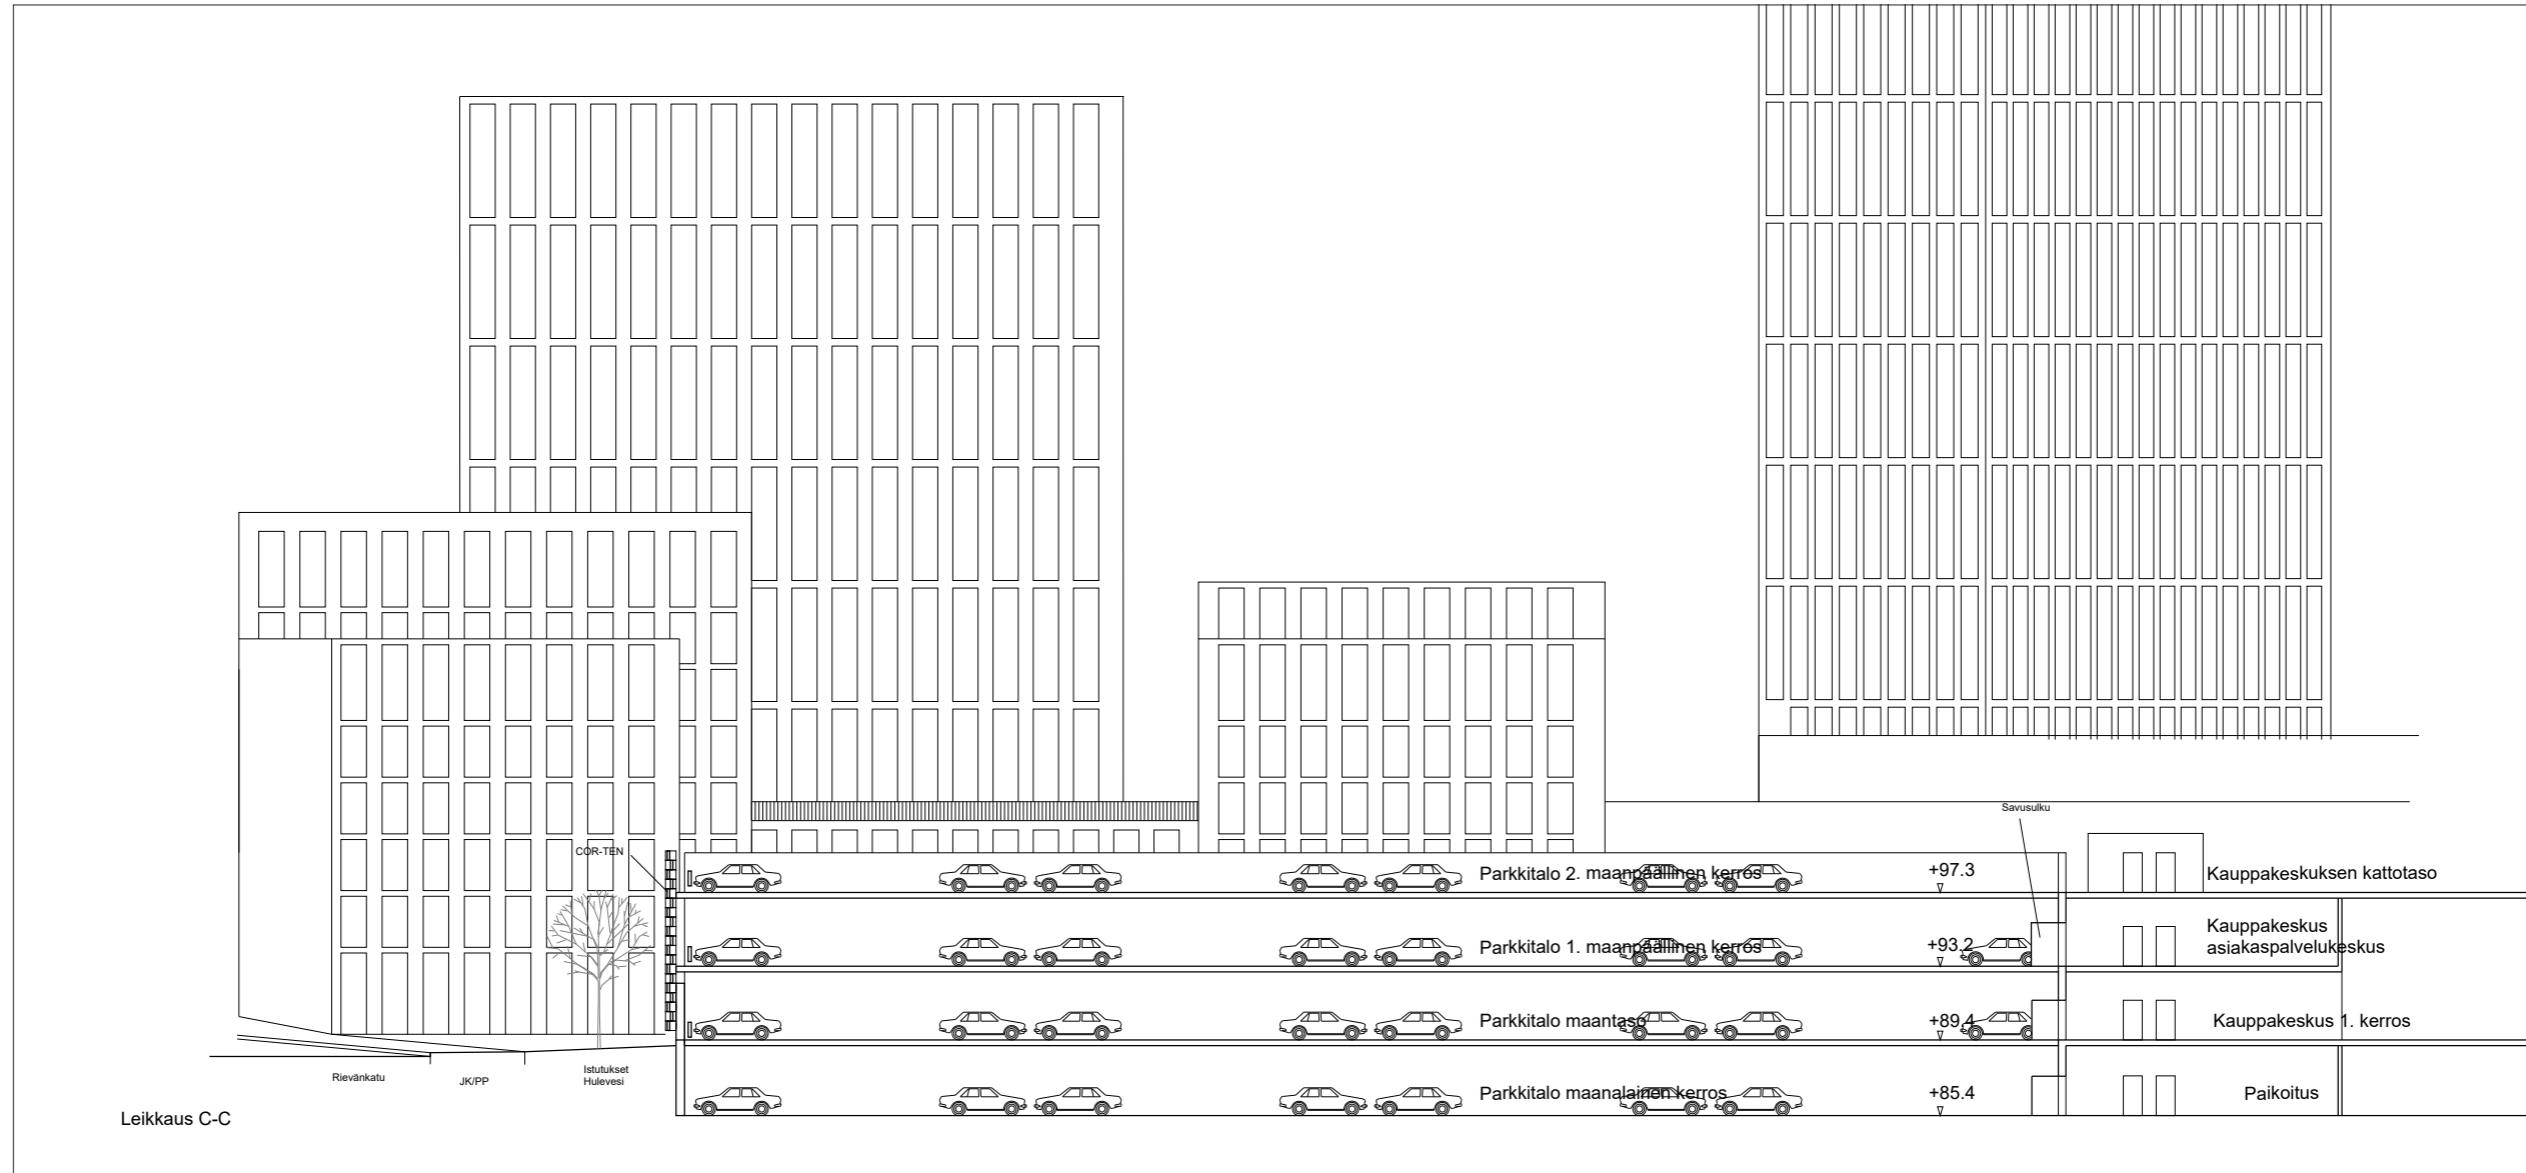 Savusulku
COR-TEN
Parkkitalo 2. maanpäällinen kerros
+97.3
Kauppakeskuksen kattotaso
Parkkitalo 1. maanpäällinen kerros
+93.2
Kauppakeskus
asiakaspalvelukeskus
Parkkitalo maantaso
+89.4
Kauppakeskus 1. kerros
Rievänkatu
JK/PP
Istutukset
Hulevesi
Parkkitalo maanalainen kerros
+85.4
Paikoitus
Leikkaus C-C